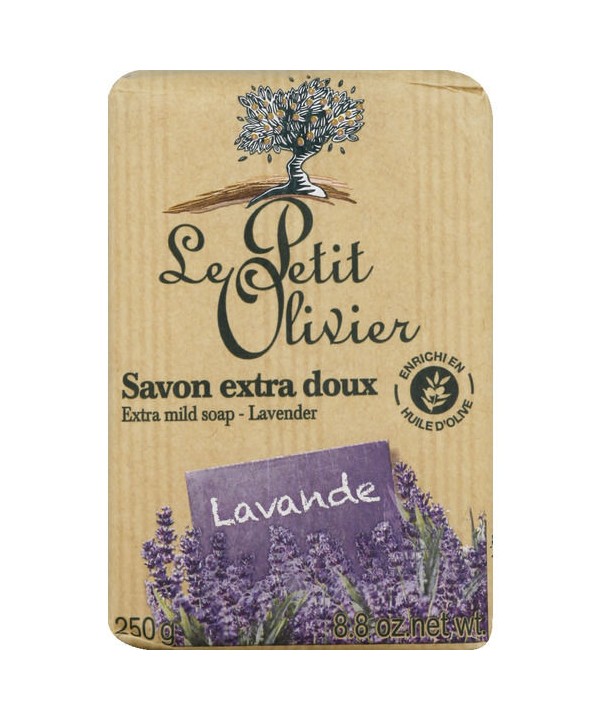 Le Petit
Olivier
Savon extra doux
Extra mild soap - Lavender
ENRICHI EN
HUILE D'OLIVE
Lavande
250 g
8.8 oz.net wt.